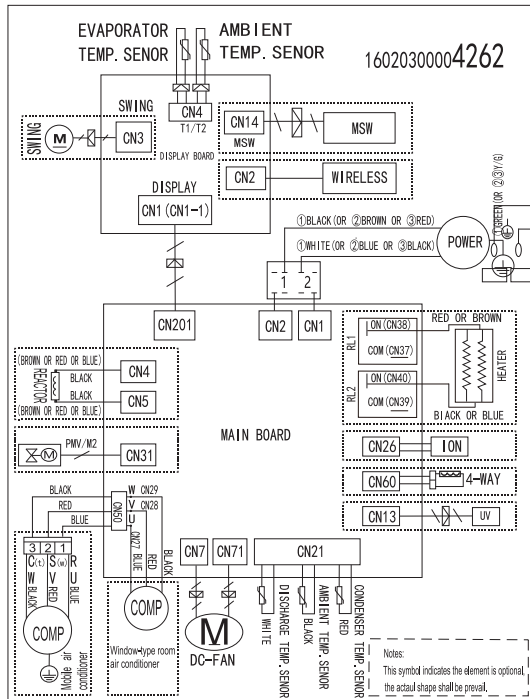 EVAPORATOR TEMP. SENOR
AMBIENT TEMP. SENOR
16020300004262
CN4
T1/T2
SWING
SWING
M
CN3
DISPLAY BOARD
CN14
MSW
MSW
CN2
WIRELESS
DISPLAY
CN1 (CN1-1)
①BLACK(OR ②BROWN OR ③RED)
①WHITE(OR ②BLUE OR ③BLACK)
POWER
①GREEN(OR ②③Y/G)
1 2
CN201
CN2
CN1
(BROWN OR RED OR BLUE)
REACTOR
BLACK
CN4
BLACK
CN5
(BROWN OR RED OR BLUE)
M
PMV/M2
CN31
MAIN BOARD
RL1
ON(CN38)
COM(CN37)
RED OR BROWN
HEATER
RL2
ON(CN40)
COM(CN39)
BIACK OR BLUE
CN26
ION
CN60
4-WAY
CN13
UV
BLACK
RED
BLUE
CN50
W CN29
V CN28
U
CN27
BLUE
RED
BLACK
3 2 1
C(t) S(w) R
W V U
BLACK
RED
BLUE
COMP
Mobile air conditioner
COMP
Window-type room
air conditioner
CN7
CN71
M
DC-FAN
CN21
WHITE
DISCHARGE TEMP.SENSOR
BLACK
AMBIENT TEMP.SENSOR
RED
CONDENSER TEMP.SENSOR
Notes:
This symbol indicates the element is optional,
the actaul shape shall be prevail.